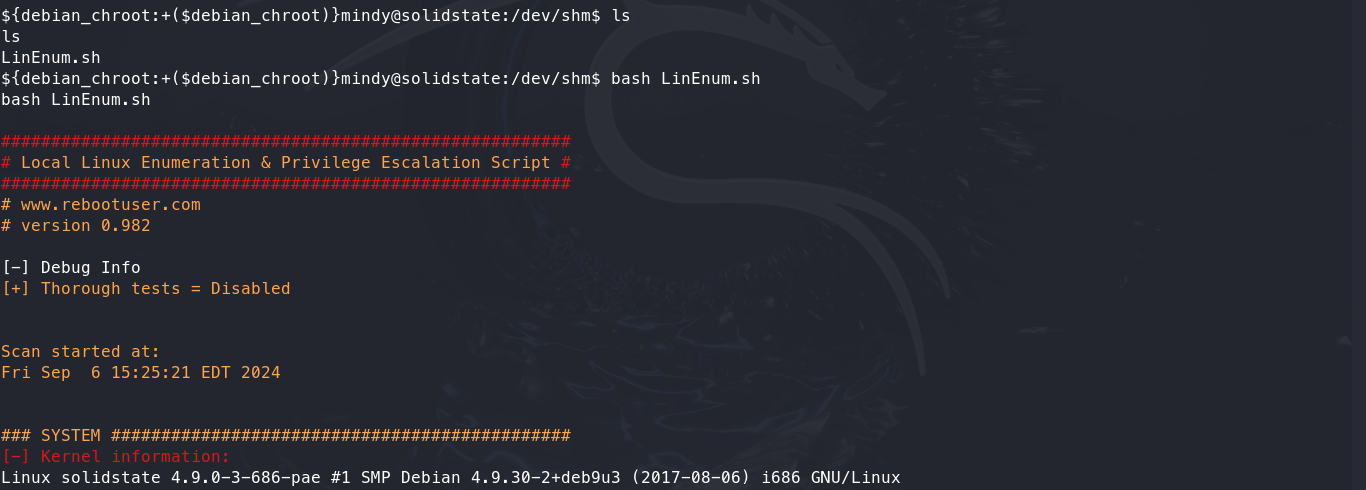 ${debian_chroot:+($debian_chroot)}mindy@solidstate:/dev/shm$ ls
ls
LinEnum.sh
${debian_chroot:+($debian_chroot)}mindy@solidstate:/dev/shm$ bash LinEnum.sh
bash LinEnum.sh
#########################################################
# Local Linux Enumeration & Privilege Escalation Script #
#########################################################
# www.rebootuser.com
# version 0.982
[-] Debug Info
[+] Thorough tests = Disabled
Scan started at:
Fri Sep  6 15:25:21 EDT 2024
### SYSTEM ##############################################
[-] Kernel information:
Linux solidstate 4.9.0-3-686-pae #1 SMP Debian 4.9.30-2+deb9u3 (2017-08-06) i686 GNU/Linux